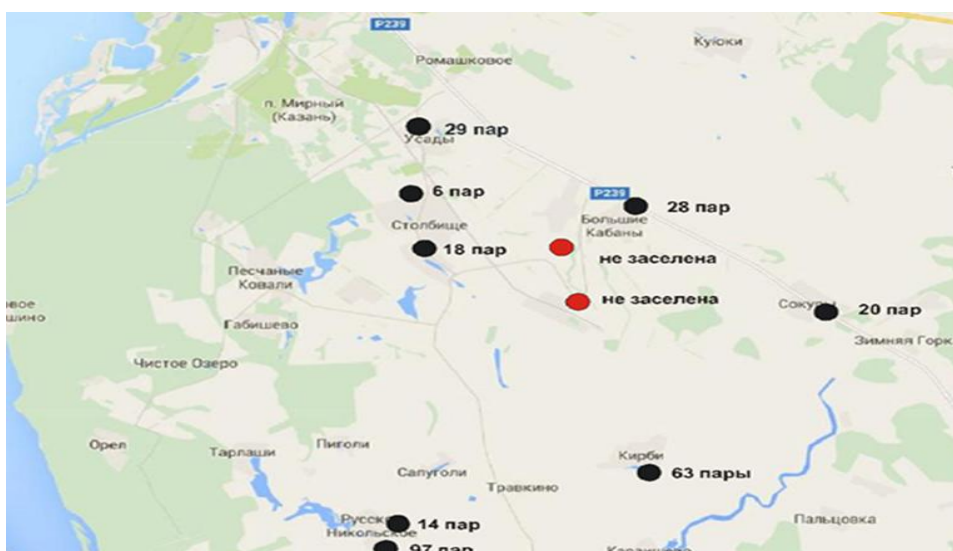 Р239
Куюки
Ромашковое
п. Мирный
(Казань)
29 пар
Усады
6 пар
Р239
28 пар
Столбище
Большие
Кабаны
18 пар
не заселена
Песчаные
Ковали
не заселена
Сокуры
20 пар
Габишево
Зимняя Горк
Чистое Озеро
Орел
Пиголи
Тарлаши
Сапуголи
Кирби
63 пары
Травкино
Русско
Никольское
14 пар
Пальцовка
97 пар